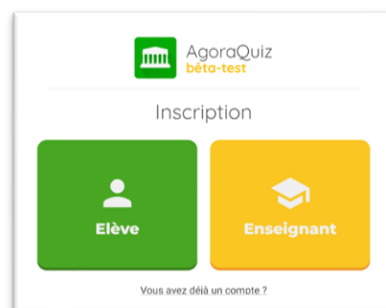 AgoraQuiz
bêta-test
Inscription
Elève
Enseignant
Vous avez déjà un compte ?